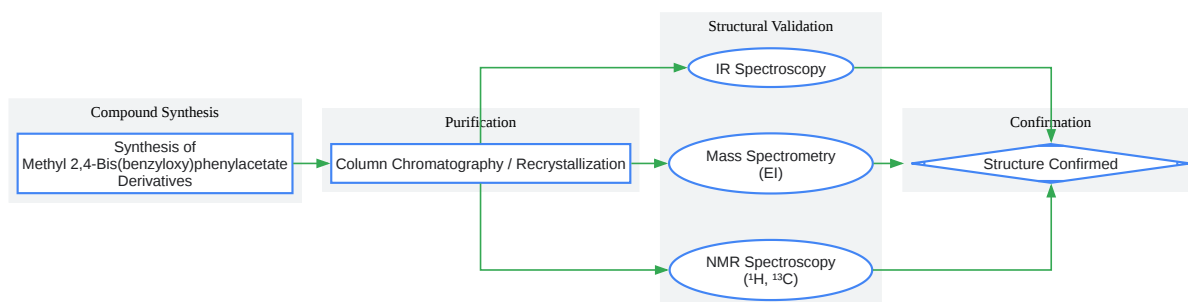 Compound Synthesis
Synthesis of
Methyl 2,4-Bis(benzyloxy)phenylacetate
Derivatives
Purification
Column Chromatography / Recrystallization
Structural Validation
IR Spectroscopy
Mass Spectrometry
(EI)
NMR Spectroscopy
(¹H, ¹³C)
Confirmation
Structure Confirmed